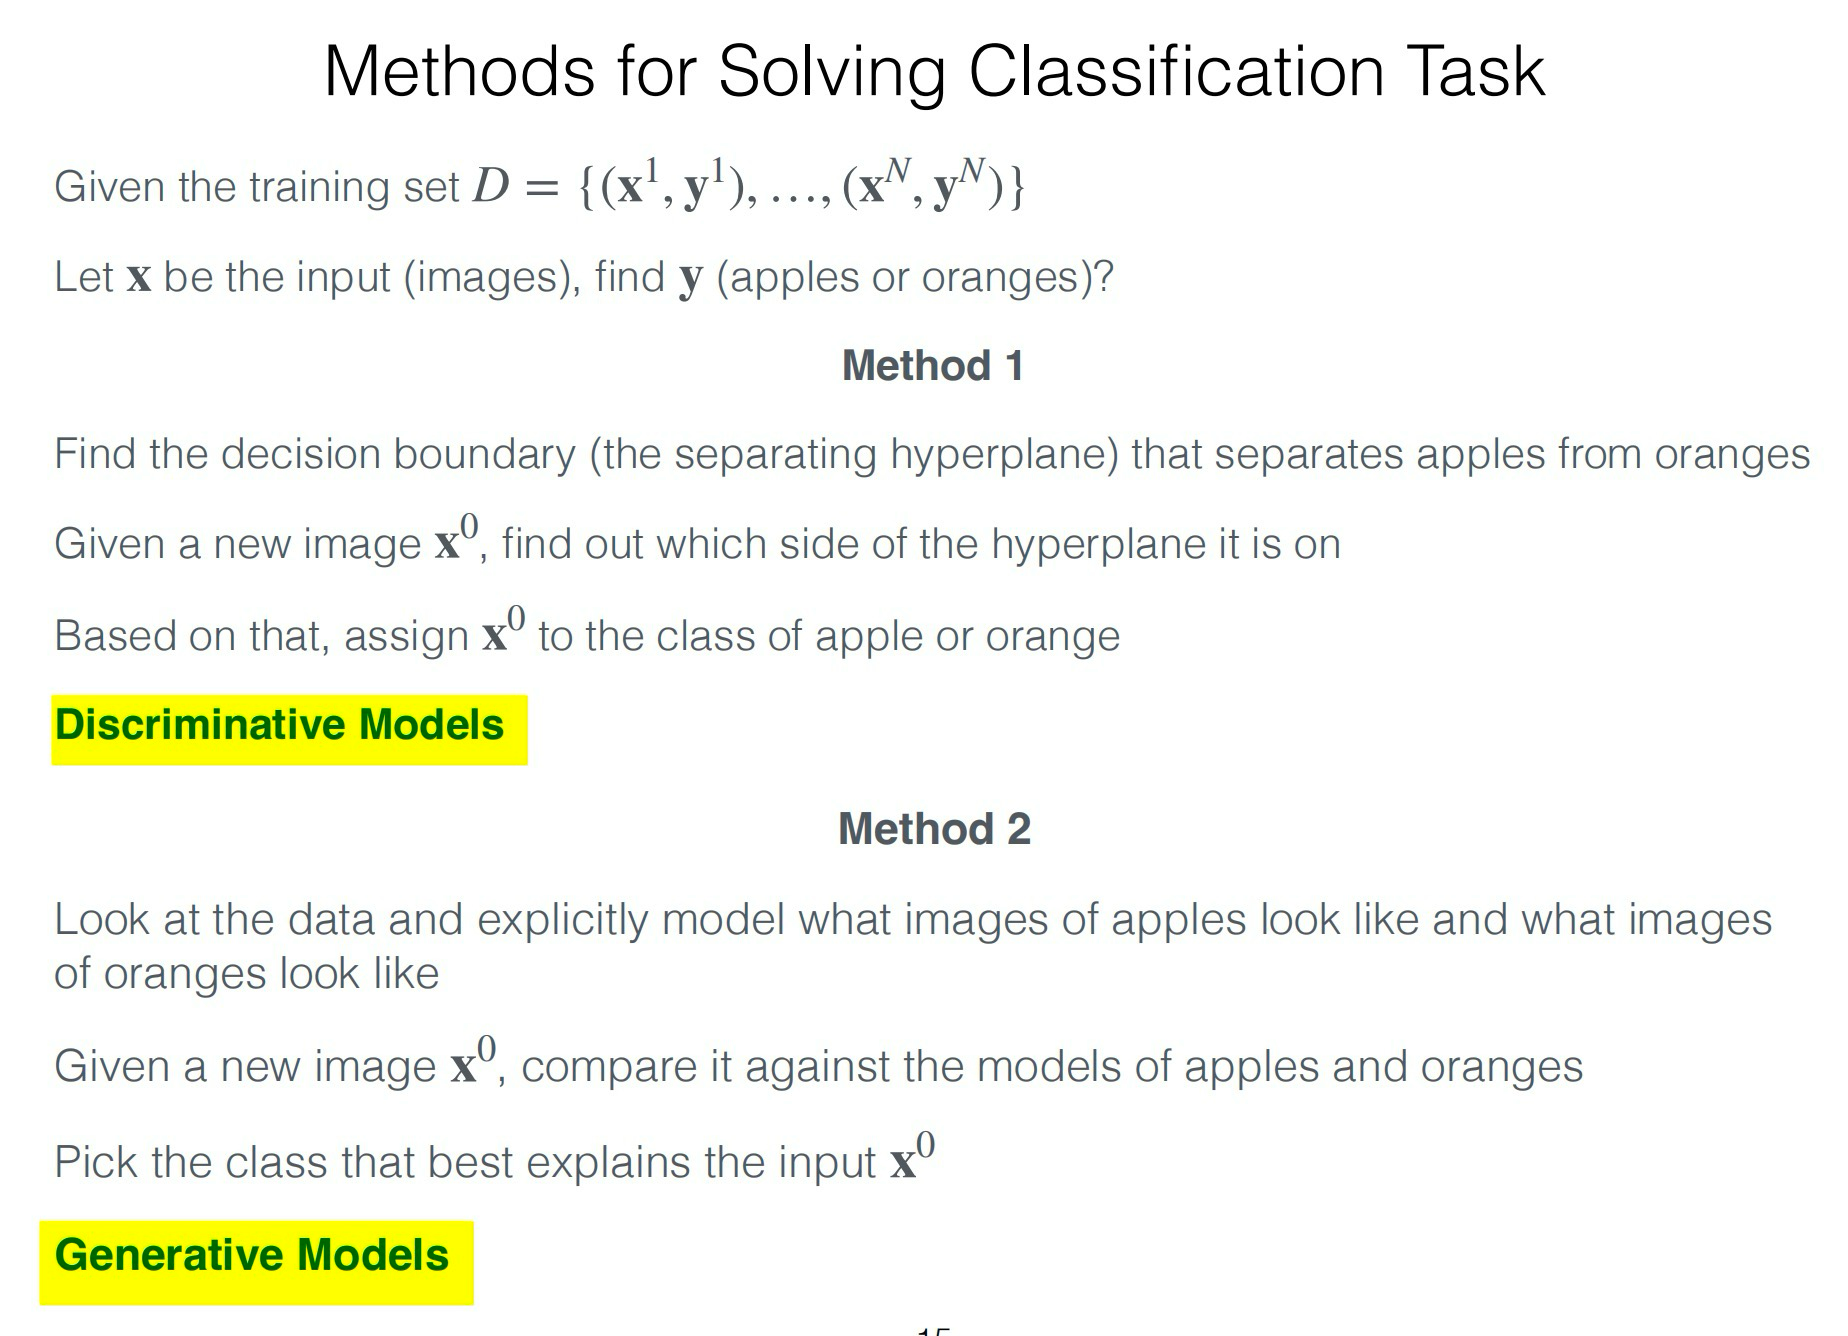 Methods for Solving Classification Task
Given the training set D = {(x¹, y¹), …, (xᴺ, yᴺ)}
Let x be the input (images), find y (apples or oranges)?
Method 1
Find the decision boundary (the separating hyperplane) that separates apples from oranges
Given a new image x⁰, find out which side of the hyperplane it is on
Based on that, assign x⁰ to the class of apple or orange
Discriminative Models
Method 2
Look at the data and explicitly model what images of apples look like and what images
of oranges look like
Given a new image x⁰, compare it against the models of apples and oranges
Pick the class that best explains the input x⁰
Generative Models